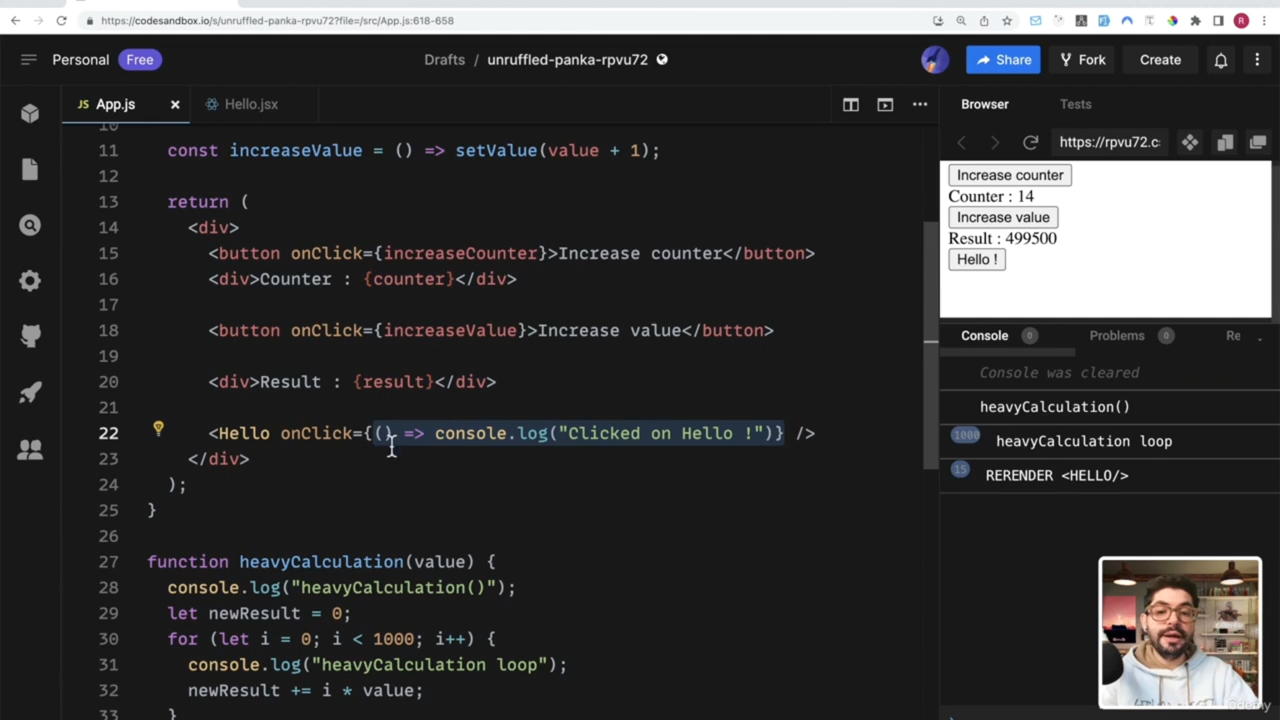 https://codesandbox.io/s/unruffled-panka-rpvu72?file=/src/App.js:618-658
R
Personal Free
Drafts / unruffled-panka-rpvu72
Share
Fork
Create
JS App.js
Hello.jsx
Browser
Tests
https://rpvu72.c
10
11 const increaseValue = () => setValue(value + 1);
12
13 return (
14 <div>
15 <button onClick={increaseCounter}>Increase counter</button>
16 <div>Counter : {counter}</div>
17
18 <button onClick={increaseValue}>Increase value</button>
19
20 <div>Result : {result}</div>
21
22 <Hello onClick={() => console.log("Clicked on Hello !")} />
23 </div>
24 );
25 }
26
27 function heavyCalculation(value) {
28 console.log("heavyCalculation()");
29 let newResult = 0;
30 for (let i = 0; i < 1000; i++) {
31 console.log("heavyCalculation loop");
32 newResult += i * value;
33 }
Increase counter
Counter : 14
Increase value
Result : 499500
Hello !
Console 0
Problems 0
Re
Console was cleared
heavyCalculation()
1000 heavyCalculation loop
15 RERENDER <HELLO/>
Udemy